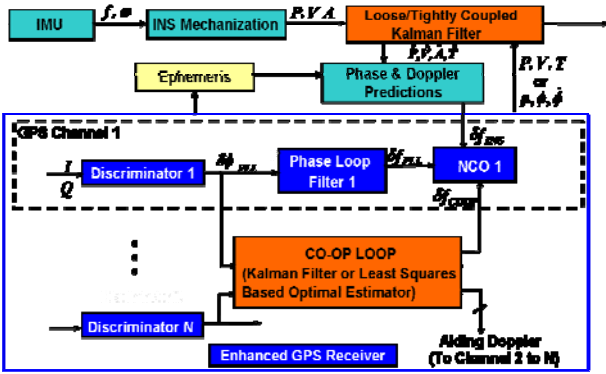 IMU
f, ω
INS Mechanization
P, V A
Loose/Tightly Coupled
Kalman Filter
Ephemeris
Phase & Doppler
Predictions
P, V, T
or
GPS Channel 1
I
Q
Discriminator 1
Phase Loop
Filter 1
NCO 1
CO-OP LOOP
(Kalman Filter or Least Squares
Based Optimal Estimator)
Discriminator N
Aiding Doppler
(To Channel 2 to N)
Enhanced GPS Receiver